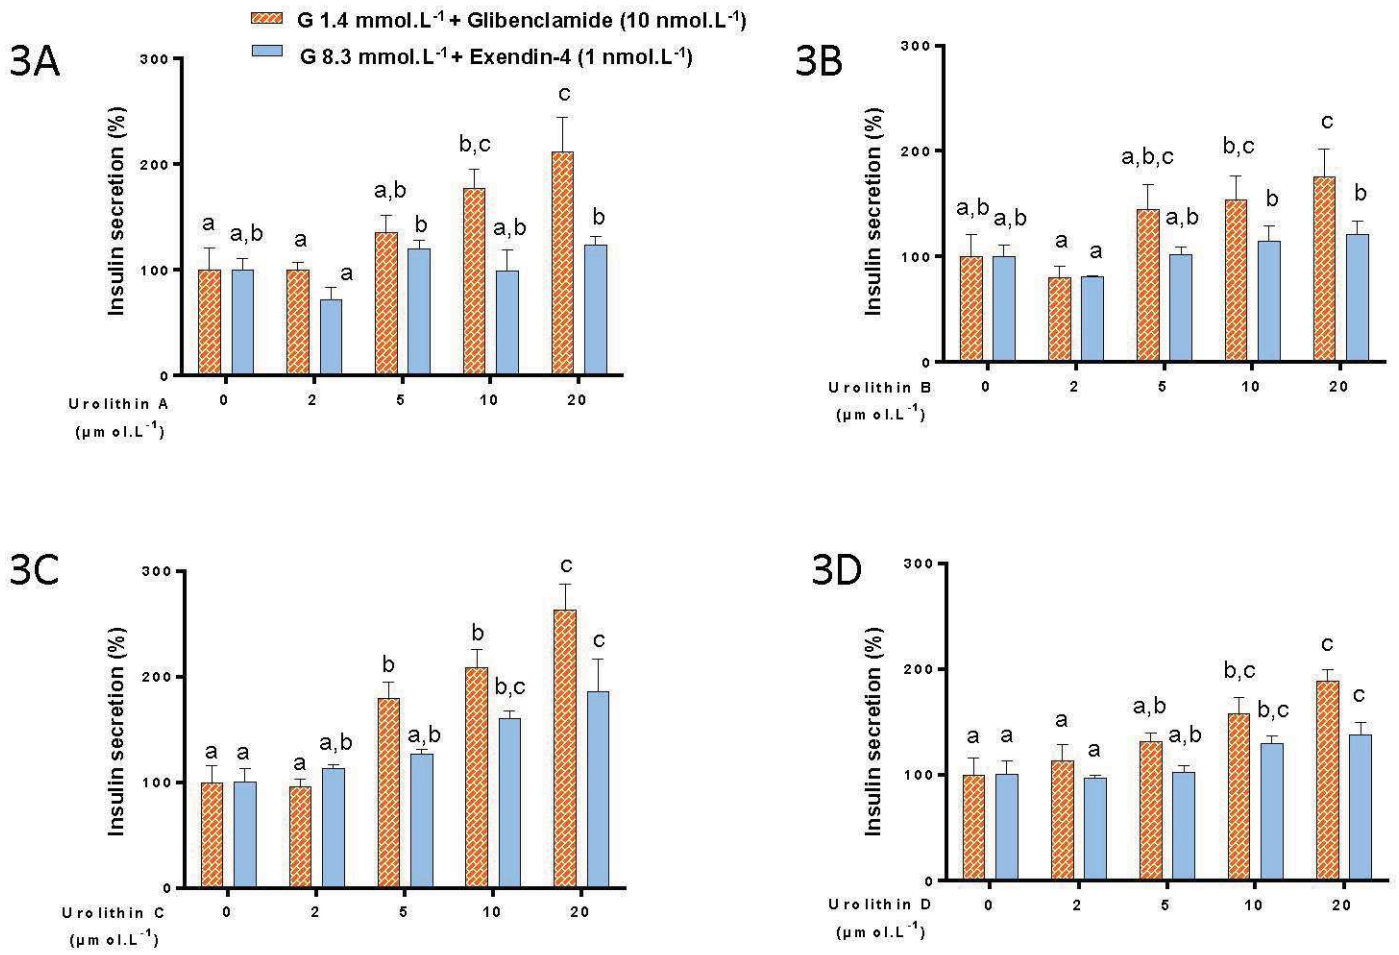 G 1.4 mmol.L⁻¹ + Glibenclamide (10 nmol.L⁻¹)
G 8.3 mmol.L⁻¹ + Exendin-4 (1 nmol.L⁻¹)
3A
Insulin secretion (%)
300
200
100
0
a
a,b
a
a
a,b
b
b,c
a,b
c
b
0 2 5 10 20
Urolithin A
(µmol.L⁻¹)
3B
Insulin secretion (%)
300
200
100
0
a,b
a,b
a
a
a,b,c
a,b
b,c
b
c
b
0 2 5 10 20
Urolithin B
(µmol.L⁻¹)
3C
Insulin secretion (%)
300
200
100
0
a
a
a
a,b
b
a,b
b
b,c
c
c
0 2 5 10 20
Urolithin C
(µmol.L⁻¹)
3D
Insulin secretion (%)
300
200
100
0
a
a
a
a
a,b
a,b
b,c
b,c
c
c
0 2 5 10 20
Urolithin D
(µmol.L⁻¹)